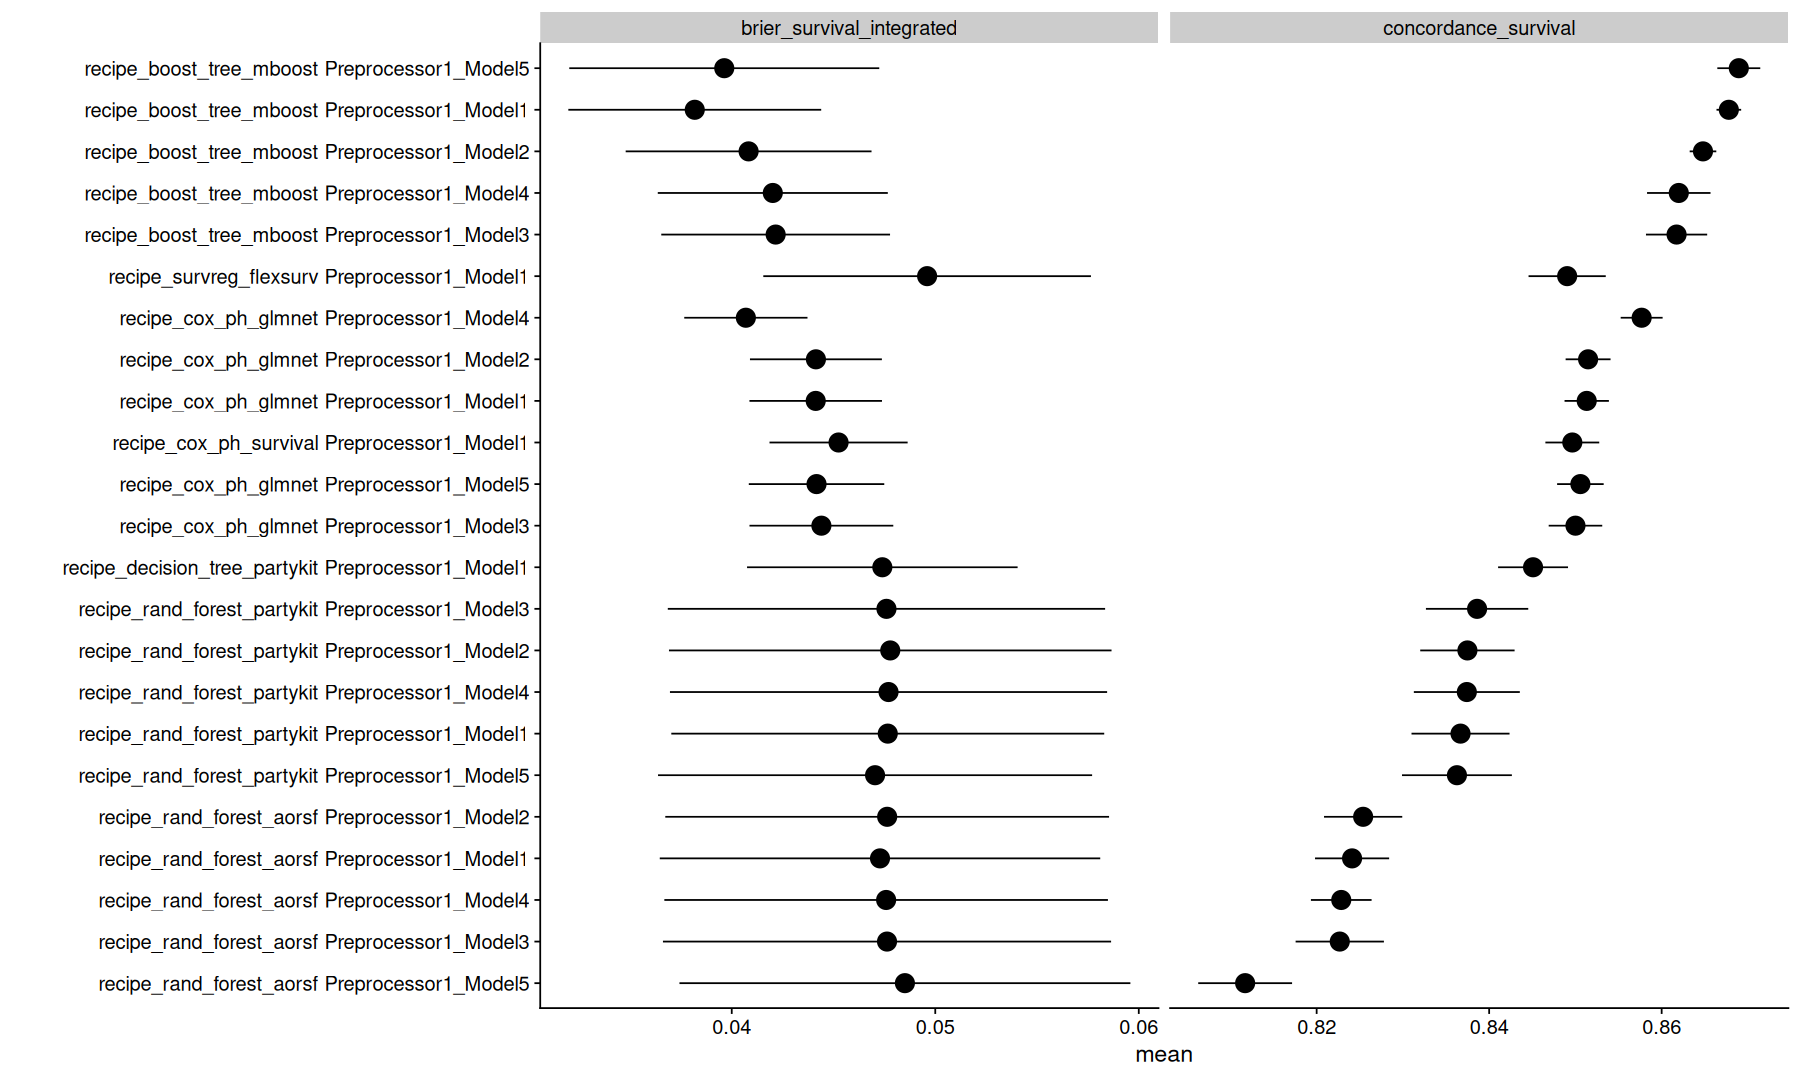 brier_survival_integrated
concordance_survival
recipe_boost_tree_mboost Preprocessor1_Model5
recipe_boost_tree_mboost Preprocessor1_Model1
recipe_boost_tree_mboost Preprocessor1_Model2
recipe_boost_tree_mboost Preprocessor1_Model4
recipe_boost_tree_mboost Preprocessor1_Model3
recipe_survreg_flexsurv Preprocessor1_Model1
recipe_cox_ph_glmnet Preprocessor1_Model4
recipe_cox_ph_glmnet Preprocessor1_Model2
recipe_cox_ph_glmnet Preprocessor1_Model1
recipe_cox_ph_survival Preprocessor1_Model1
recipe_cox_ph_glmnet Preprocessor1_Model5
recipe_cox_ph_glmnet Preprocessor1_Model3
recipe_decision_tree_partykit Preprocessor1_Model1
recipe_rand_forest_partykit Preprocessor1_Model3
recipe_rand_forest_partykit Preprocessor1_Model2
recipe_rand_forest_partykit Preprocessor1_Model4
recipe_rand_forest_partykit Preprocessor1_Model1
recipe_rand_forest_partykit Preprocessor1_Model5
recipe_rand_forest_aorsf Preprocessor1_Model2
recipe_rand_forest_aorsf Preprocessor1_Model1
recipe_rand_forest_aorsf Preprocessor1_Model4
recipe_rand_forest_aorsf Preprocessor1_Model3
recipe_rand_forest_aorsf Preprocessor1_Model5
0.04 0.05 0.06
0.82 0.84 0.86
mean